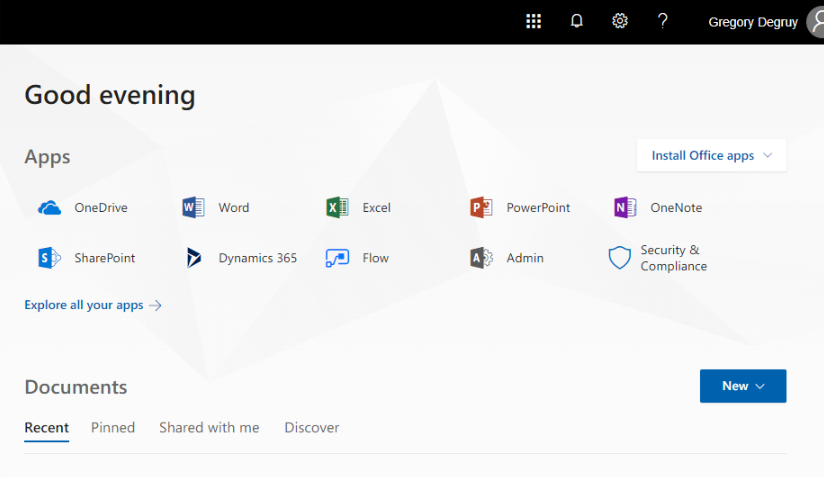 Gregory Degruy
Good evening
Apps
Install Office apps
OneDrive
Word
Excel
PowerPoint
OneNote
SharePoint
Dynamics 365
Flow
Admin
Security &
Compliance
Explore all your apps →
Documents
New
Recent
Pinned
Shared with me
Discover